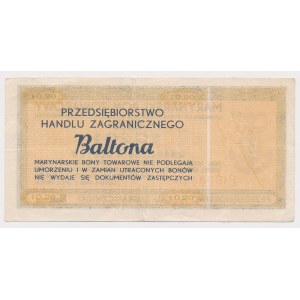 PRZEDSIĘBIORSTWO
HANDLU ZAGRANICZNEGO
Baltona
MARYNARSKIE BONY TOWAROWE NIE PODLEGAJĄ
UMORZENIU I W ZAMIAN UTRACONYCH BONÓW
NIE WYDAJE SIĘ DOKUMENTÓW ZASTĘPCZYCH